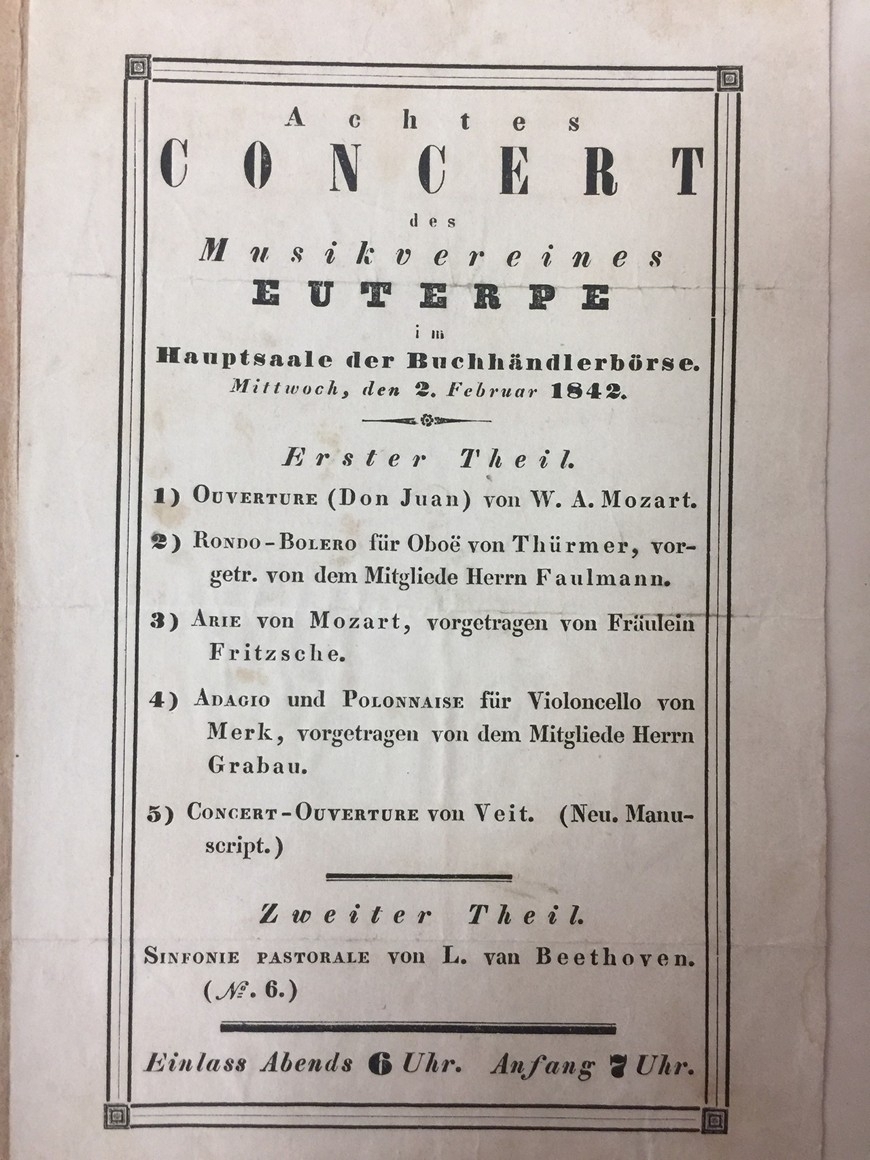 Achtes
CONCERT
des
Musikvereines
EUTERPE
im
Hauptsaale der Buchhändlerbörse.
Mittwoch, den 2. Februar 1842.
Erster Theil.
1) OUVERTURE (Don Juan) von W. A. Mozart.
2) RONDO-BOLERO für Oboë von Thürmer, vor-
getr. von dem Mitgliede Herrn Faulmann.
3) ARIE von Mozart, vorgetragen von Fräulein
Fritzsche.
4) ADAGIO und POLONNAISE für Violoncello von
Merk, vorgetragen von dem Mitgliede Herrn
Grabau.
5) CONCERT-OUVERTURE von Veit. (Neu. Manu-
script.)
Zweiter Theil.
SINFONIE PASTORALE von L. van Beethoven.
(№. 6.)
Einlass Abends 6 Uhr. Anfang 7 Uhr.